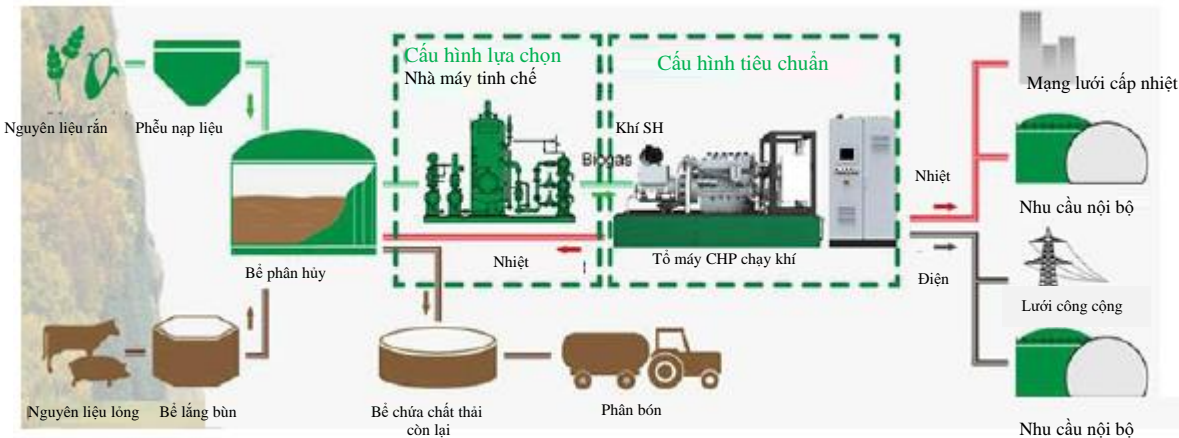 Cấu hình lựa chọn
Nhà máy tinh chế
Cấu hình tiêu chuẩn
Mạng lưới cấp nhiệt
Nguyên liệu rắn
Phễu nạp liệu
Khí SH
Biogas
Nhiệt
Nhu cầu nội bộ
Bể phân hủy
Nhiệt
Tổ máy CHP chạy khí
Điện
Lưới công cộng
Nguyên liệu lỏng
Bể lắng bùn
Bể chứa chất thải
còn lại
Phân bón
Nhu cầu nội bộ